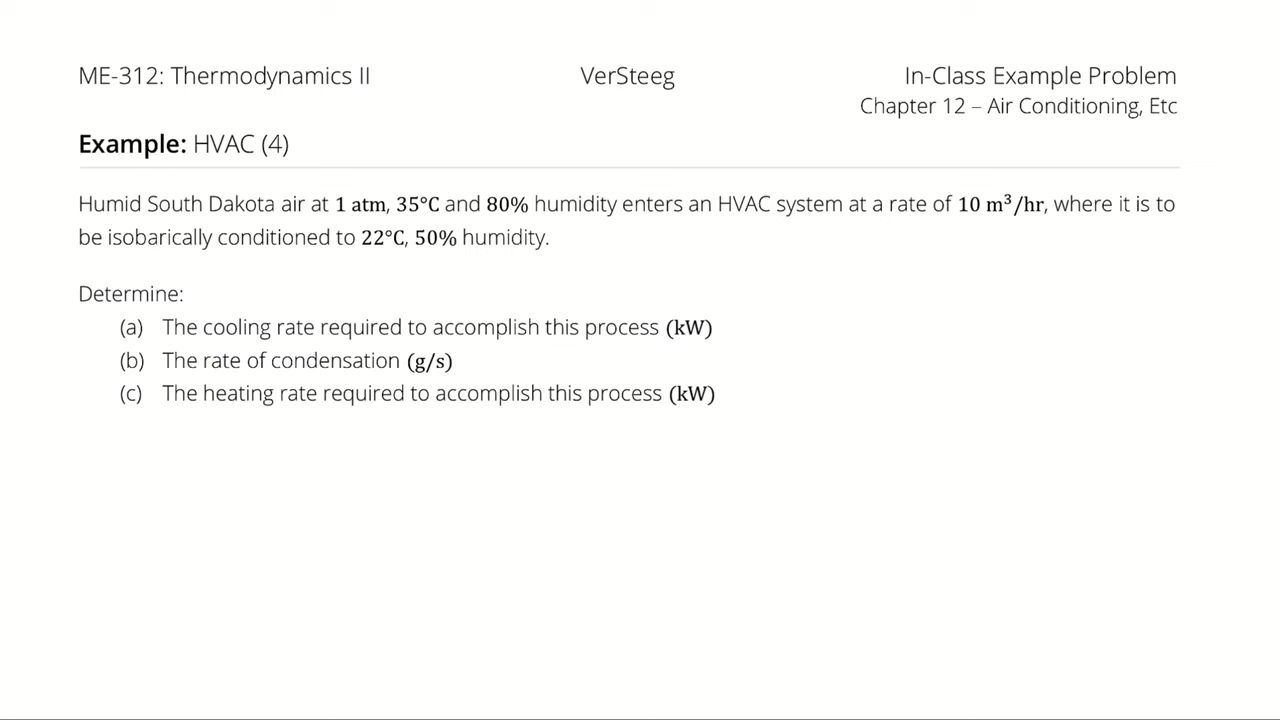 ME-312: Thermodynamics II VerSteeg In-Class Example Problem
Chapter 12 – Air Conditioning, Etc
Example: HVAC (4)
Humid South Dakota air at 1 atm, 35°C and 80% humidity enters an HVAC system at a rate of 10 m³/hr, where it is to
be isobarically conditioned to 22°C, 50% humidity.
Determine:
(a) The cooling rate required to accomplish this process (kW)
(b) The rate of condensation (g/s)
(c) The heating rate required to accomplish this process (kW)